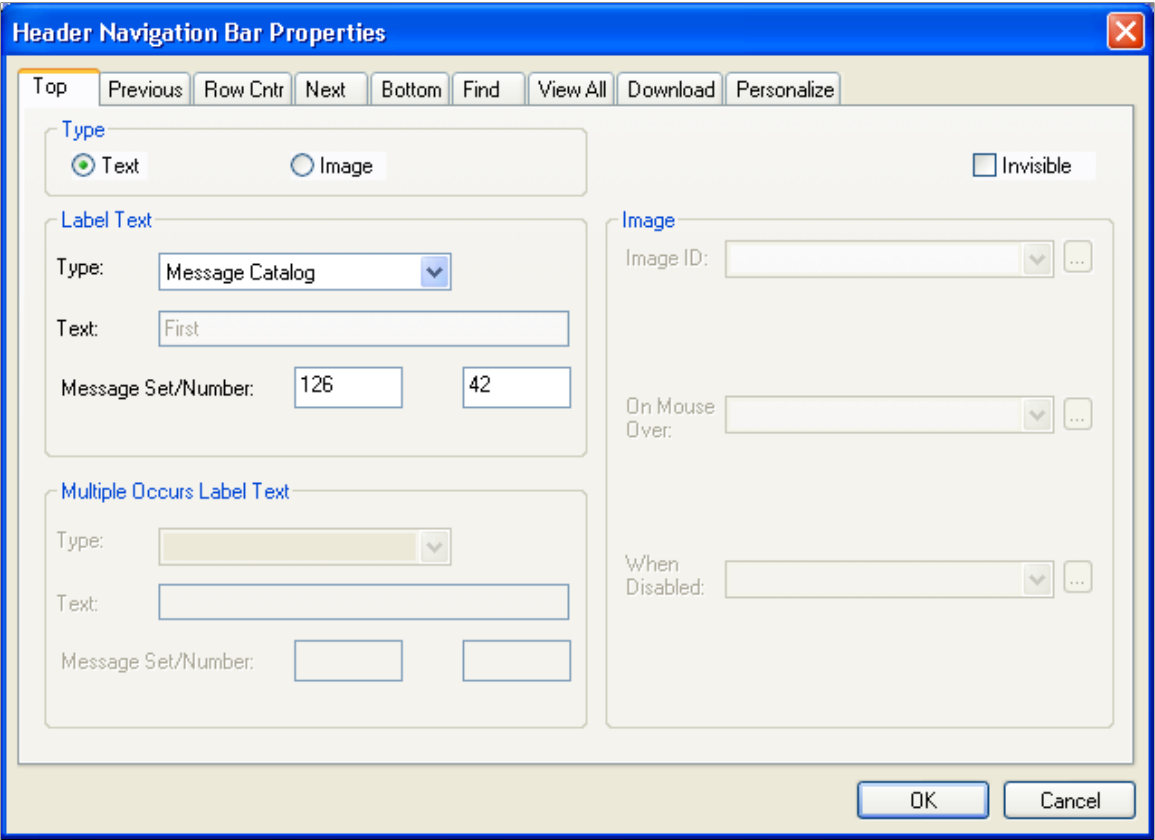 Header Navigation Bar Properties
Top Previous Row Cntr Next Bottom Find View All Download Personalize
Type
Text Image
Invisible
Label Text
Type: Message Catalog
Text: First
Message Set/Number: 126 42
Multiple Occurs Label Text
Type:
Text:
Message Set/Number:
Image
Image ID: ...
On Mouse
Over: ...
When
Disabled: ...
OK Cancel